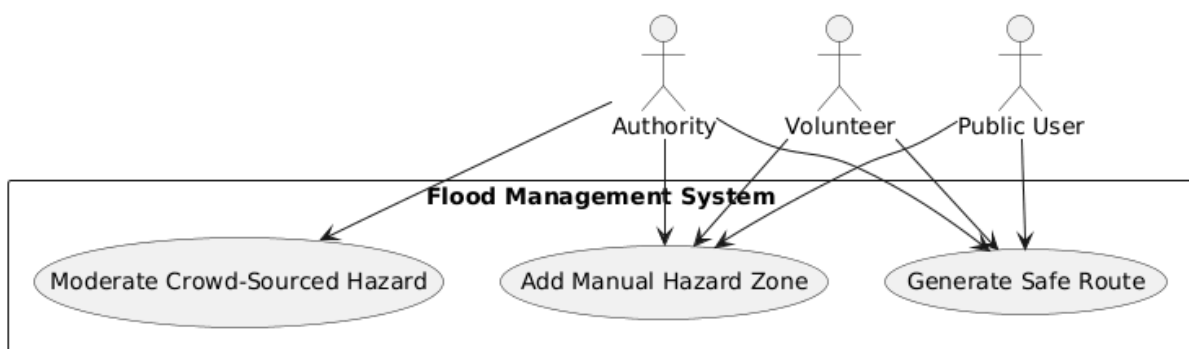 Authority
Volunteer
Public User
Flood Management System
Moderate Crowd-Sourced Hazard
Add Manual Hazard Zone
Generate Safe Route